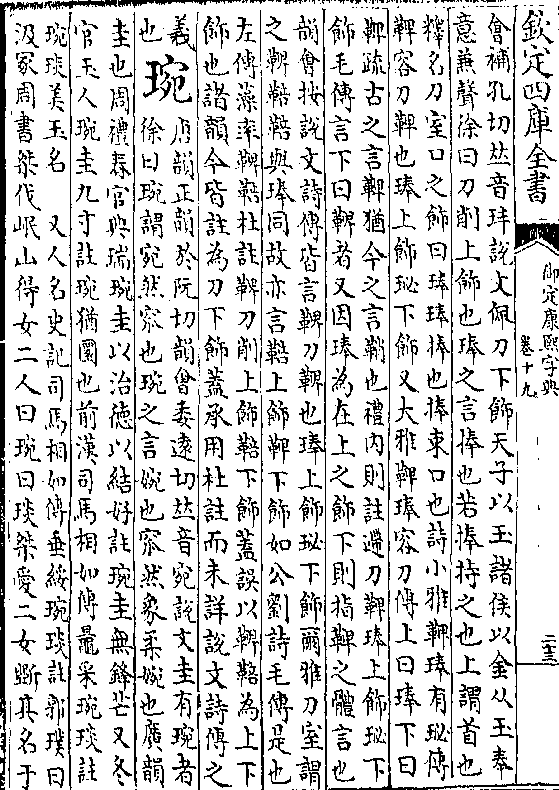 欽定四庫全書
御定康熙字典
卷十九
二三
會補孔切𠀤音琫說文佩刀下飾天子以玉諸侯以金从玉奉
意兼聲徐曰刀削上飾也琫之言捧也若捧持之也上謂首也
釋名刀室口之飾曰琫琫捧也捧束口也詩小雅鞞琫有珌傳
鞞容刀鞞也琫上飾珌下飾又大雅鞞琫容刀傳上曰琫下曰
鞞疏古之言鞞猶今之言鞘也禮內則註遰刀鞞琫上飾珌下
飾毛傳言下曰鞞者又因琫為在上之飾下則指鞞之體言也
韻會按說文詩傳皆言鞞刀鞞也琫上飾珌下飾爾雅刀室謂
之鞞鞛鞛與琫同故亦言鞛上飾鞞下飾如公劉詩毛傳是也
左傳藻率鞞鞛杜註鞞刀削上飾鞛下飾蓋誤以鞞鞛為上下
飾也諸韻今皆註為刀下飾蓋承用杜註而未詳說文詩傳之
義
也
琬
唐韻正韻於阮切韻會委遠切𠀤音宛說文圭有琬者
徐曰琬謂宛然窊也琬之言婉也窊然象柔婉也廣韻
圭也周禮春官典瑞琬圭以治德以結好註琬圭無鋒芒又冬
官玉人琬圭九寸註琬猶圜也前漢司馬相如傳鼂采琬琰註
琬琰美玉名 又人名史記司馬相如傳垂綏琬琰註郭璞曰
汲冢周書桀伐岷山得女二人曰琬曰琰桀愛二女斲其名于